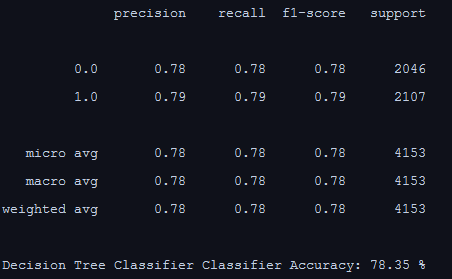 precision recall f1-score support
0.0 0.78 0.78 0.78 2046
1.0 0.79 0.79 0.79 2107
micro avg 0.78 0.78 0.78 4153
macro avg 0.78 0.78 0.78 4153
weighted avg 0.78 0.78 0.78 4153
Decision Tree Classifier Classifier Accuracy: 78.35 %